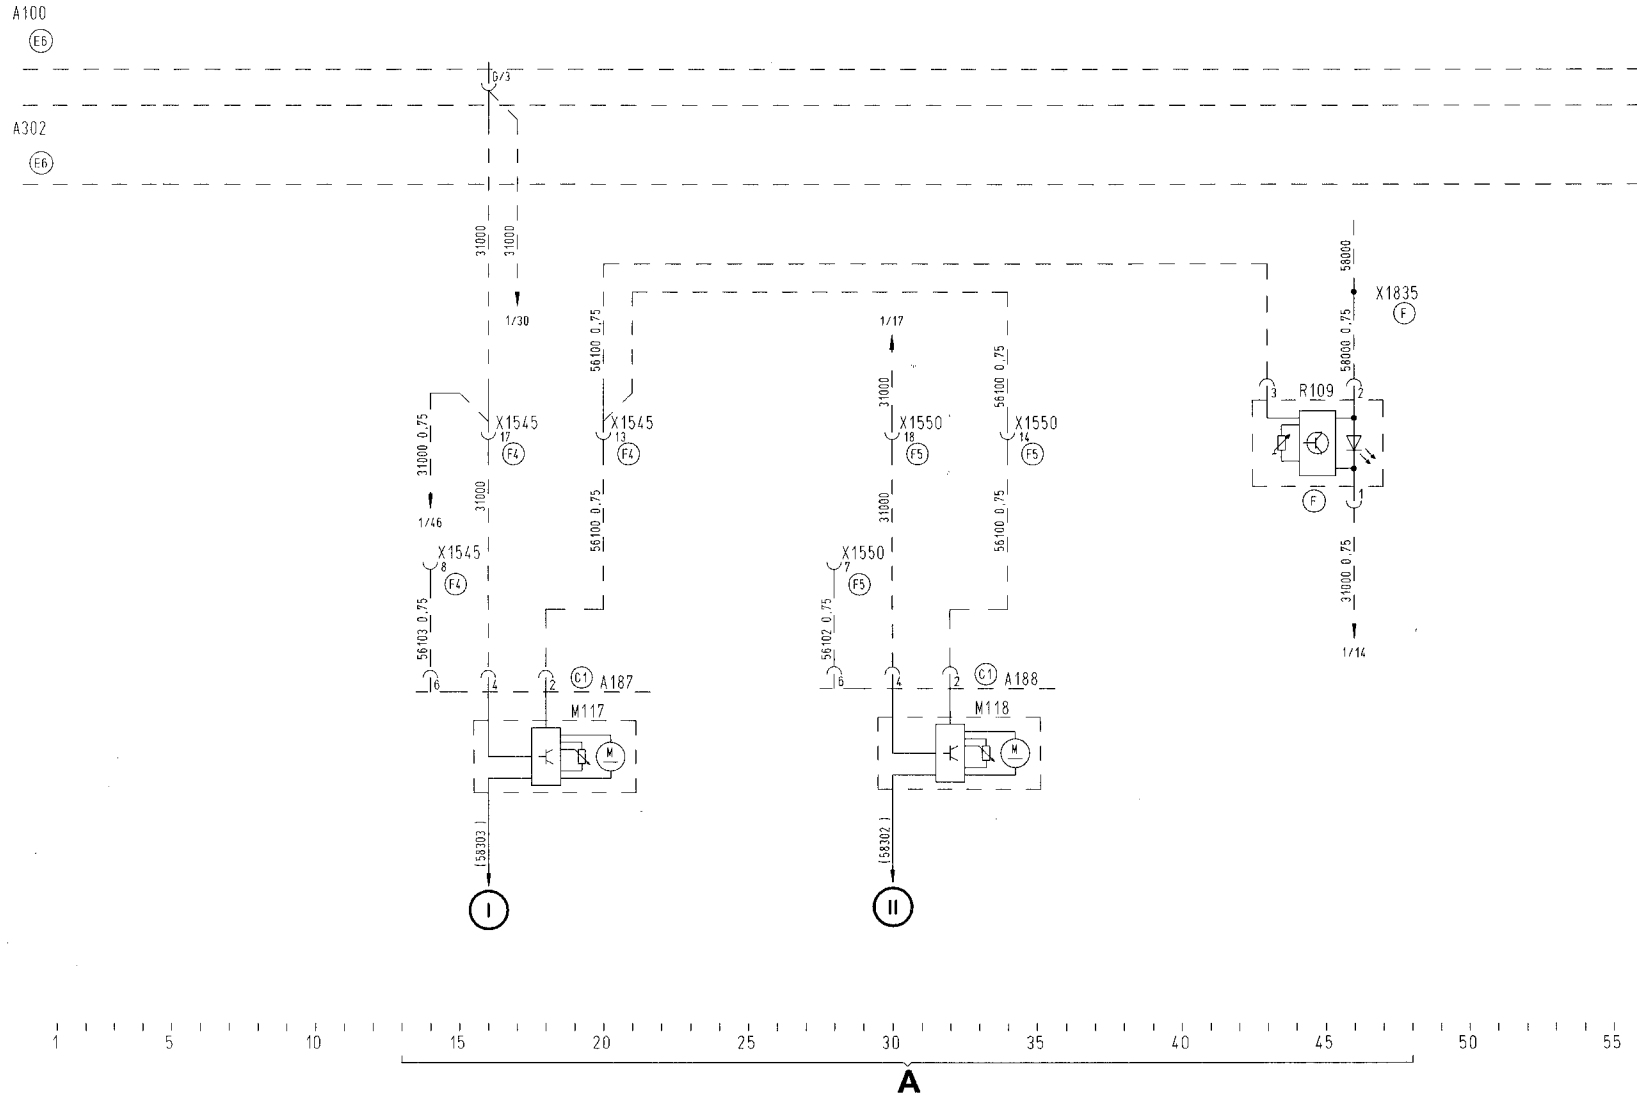 A100
E6
G/3
A302
E6
31000
31000
58000
X1835
F
1/30
56100 0,75
1/17
31000
56100 0,75
58000 0,75
3
R109
2
31000 0,75
X1545
17
F4
X1545
13
F4
X1550
18
F5
X1550
14
F5
F
1
31000
56100 0,75
31000
56100 0,75
1/46
X1545
8
F4
X1550
7
F5
31000 0,75
56103 0,75
56102 0,75
1/14
6
4
2
C1
A187
6
4
2
C1
A188
M117
M
M118
M
(58303 )
(58302 )
I
II
1
5
10
15
20
25
30
35
40
45
50
55
A